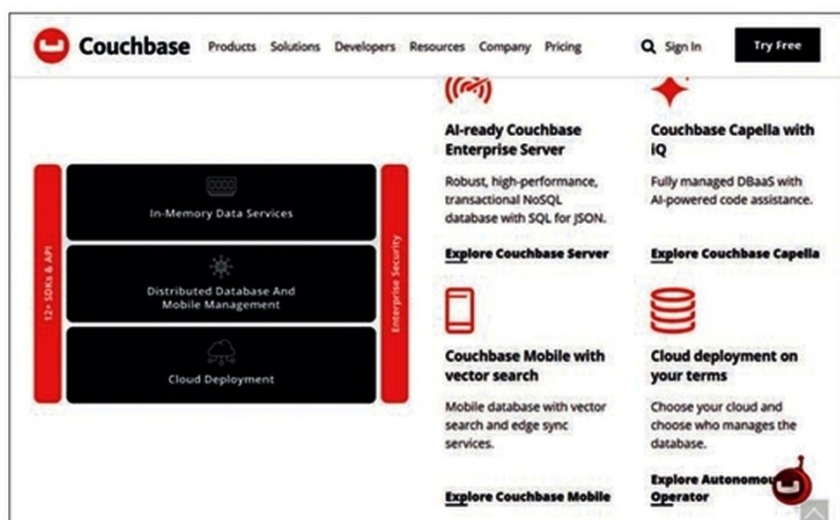 Couchbase
Products Solutions Developers Resources Company Pricing
Sign In
Try Free
12+ SDKs & API
In-Memory Data Services
Distributed Database And
Mobile Management
Cloud Deployment
Enterprise Security
AI-ready Couchbase
Enterprise Server
Robust, high-performance,
transactional NoSQL
database with SQL for JSON.
Explore Couchbase Server
Couchbase Capella with
iQ
Fully managed DBaaS with
AI-powered code assistance.
Explore Couchbase Capella
Couchbase Mobile with
vector search
Mobile database with vector
search and edge sync
services.
Explore Couchbase Mobile
Cloud deployment on
your terms
Choose your cloud and
choose who manages the
database.
Explore
Operator